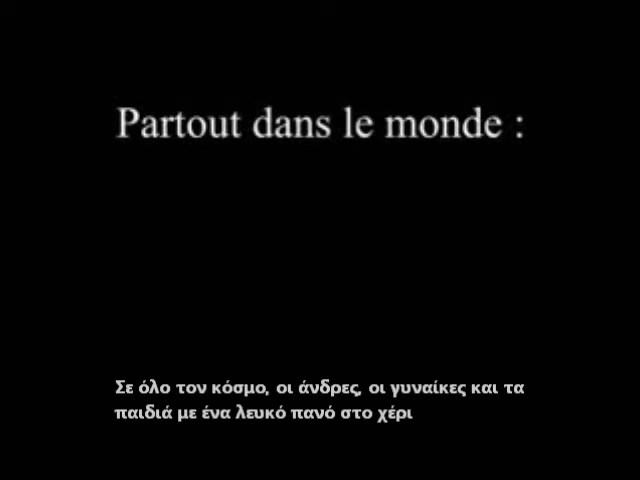 Partout dans le monde :
Σε όλο τον κόσμο, οι άνδρες, οι γυναίκες και τα
παιδιά με ένα λευκό πανό στο χέρι